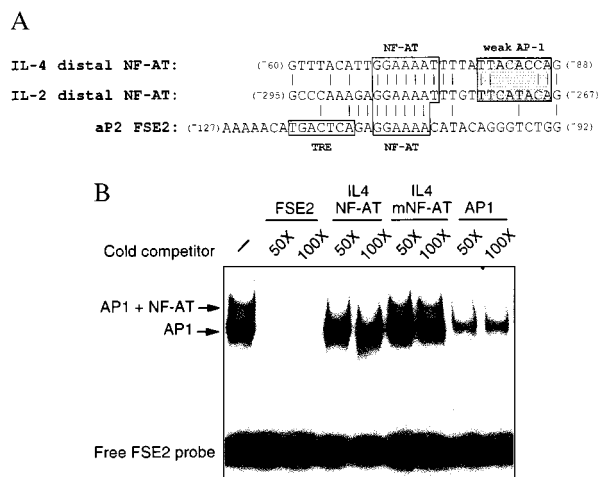 A
NF-AT weak AP-1
IL-4 distal NF-AT: (-60) GTTTACATTGGAAAATTTTATTACACCAG (-88)
IL-2 distal NF-AT: (-295) GCCCAAAGAGGAAAATTTGTTTCATACAG (-267)
aP2 FSE2: (-127) AAAAACATGACTCAGAGGAAAACATACAGGGTCTGG (-92)
TRE NF-AT
B
FSE2 IL4 NF-AT IL4 mNF-AT AP1
Cold competitor / 50X 100X 50X 100X 50X 100X 50X 100X
AP1 + NF-AT
AP1
Free FSE2 probe